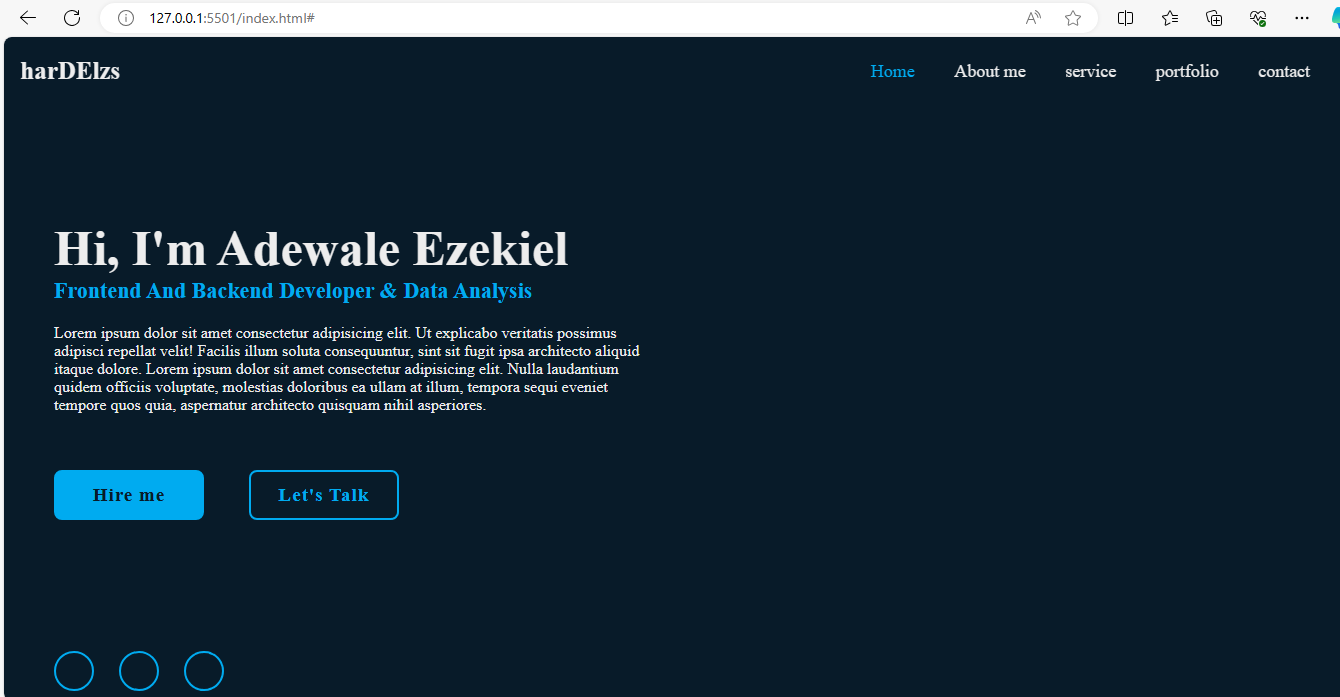 127.0.0.1:5501/index.html#
harDElzs
Home About me service portfolio contact
Hi, I'm Adewale Ezekiel
Frontend And Backend Developer & Data Analysis
Lorem ipsum dolor sit amet consectetur adipisicing elit. Ut explicabo veritatis possimus
adipisci repellat velit! Facilis illum soluta consequuntur, sint sit fugit ipsa architecto aliquid
itaque dolore. Lorem ipsum dolor sit amet consectetur adipisicing elit. Nulla laudantium
quidem officiis voluptate, molestias doloribus ea ullam at illum, tempora sequi eveniet
tempore quos quia, aspernatur architecto quisquam nihil asperiores.
Hire me Let's Talk